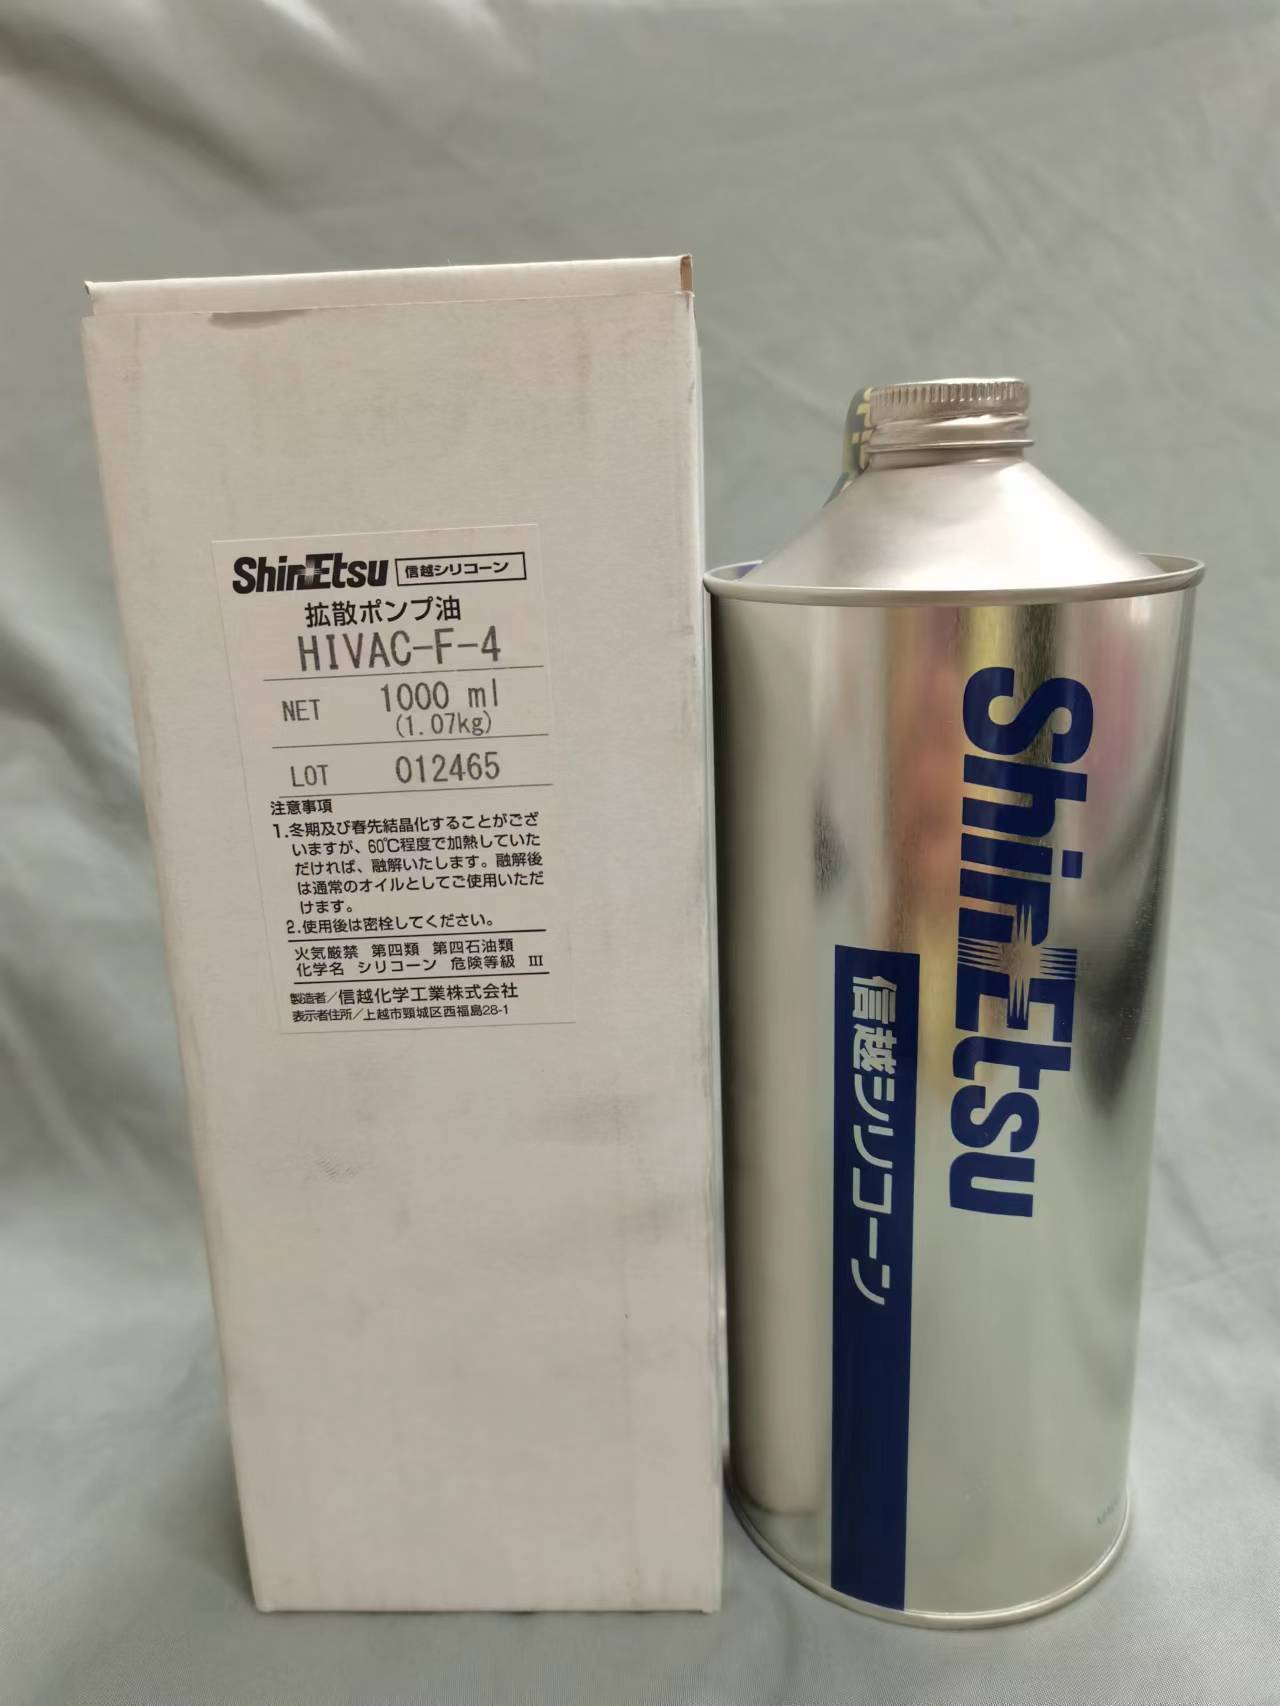 ShinEtsu 信越シリコーン
拡散ポンプ油
HIVAC-F-4
NET 1000 ml
(1.07kg)
LOT 012465
注意事項
1.冬期及び春先結晶化することがござ
いますが、60℃程度で加熱していた
だければ、融解いたします。融解後
は通常のオイルとしてご使用いただ
けます。
2.使用後は密栓してください。
火気厳禁 第四類 第四石油類
化学名 シリコーン 危険等級 III
製造者/信越化学工業株式会社
表示者住所/上越市頸城区西福島28-1
ShinEtsu
信越シリコーン